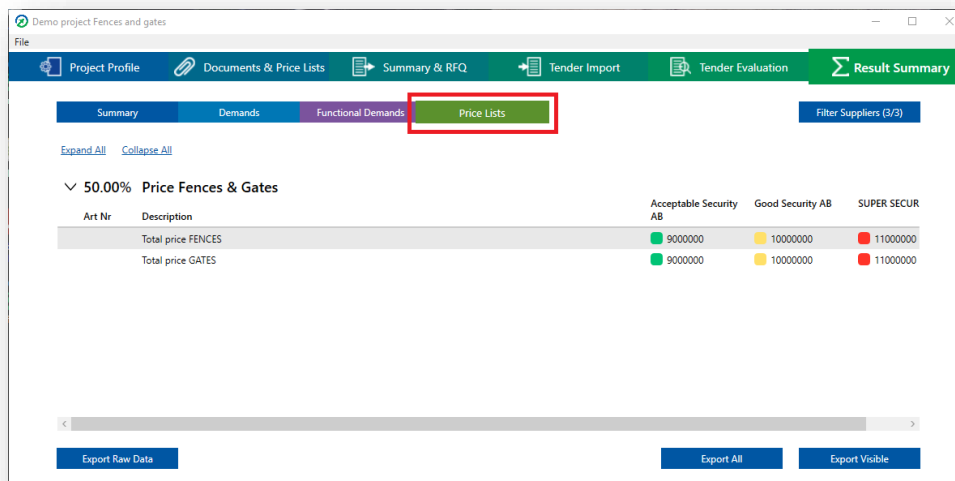 Demo project Fences and gates
File
Project Profile Documents & Price Lists Summary & RFQ Tender Import Tender Evaluation Result Summary
Summary Demands Functional Demands Price Lists Filter Suppliers (3/3)
Expand All Collapse All
50.00% Price Fences & Gates
Art Nr Description Acceptable Security AB Good Security AB SUPER SECUR
Total price FENCES 9000000 10000000 11000000
Total price GATES 9000000 10000000 11000000
Export Raw Data Export All Export Visible